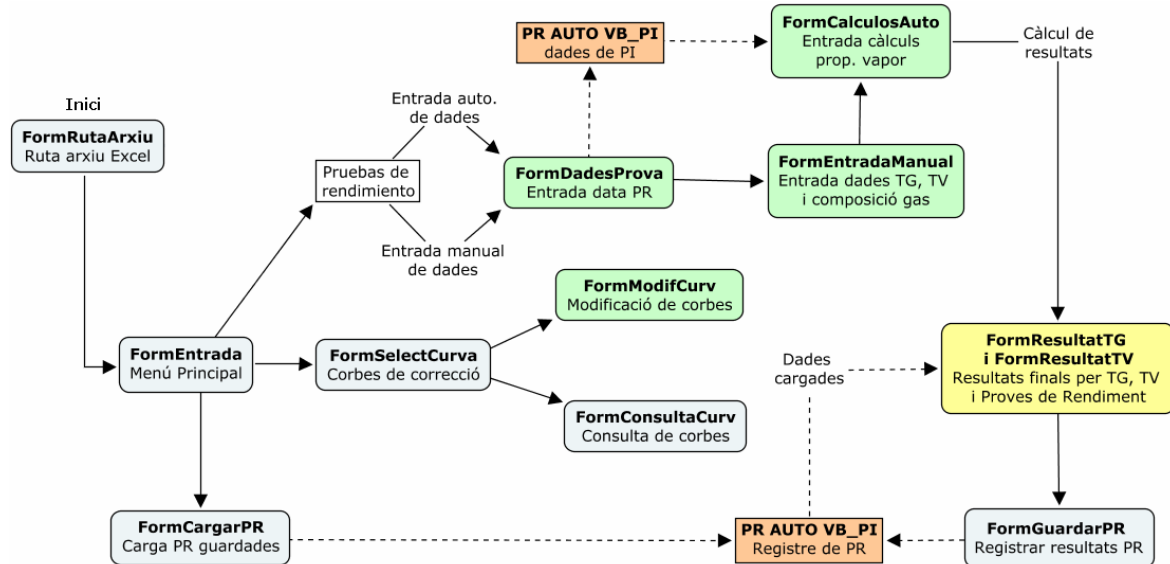 Inici
FormRutaArxiu
Ruta arxiu Excel
Entrada auto.
de dades
Pruebas de
rendimiento
Entrada manual
de dades
PR AUTO VB_PI
dades de PI
FormDadesProva
Entrada data PR
FormCalculosAuto
Entrada càlculs
prop. vapor
Càlcul de
resultats
FormEntradaManual
Entrada dades TG, TV
i composició gas
FormEntrada
Menú Principal
FormSelectCurva
Corbes de correcció
FormModifCurv
Modificació de corbes
FormConsultaCurv
Consulta de corbes
Dades
cargades
FormResultatTG
i FormResultatTV
Resultats finals per TG, TV
i Proves de Rendiment
FormCargarPR
Carga PR guardades
PR AUTO VB_PI
Registre de PR
FormGuardarPR
Registrar resultats PR